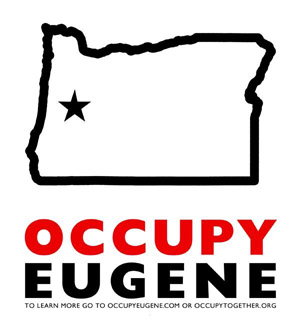 OCCUPY
EUGENE
TO LEARN MORE GO TO OCCUPYEUGENE.COM OR OCCUPYTOGETHER.ORG